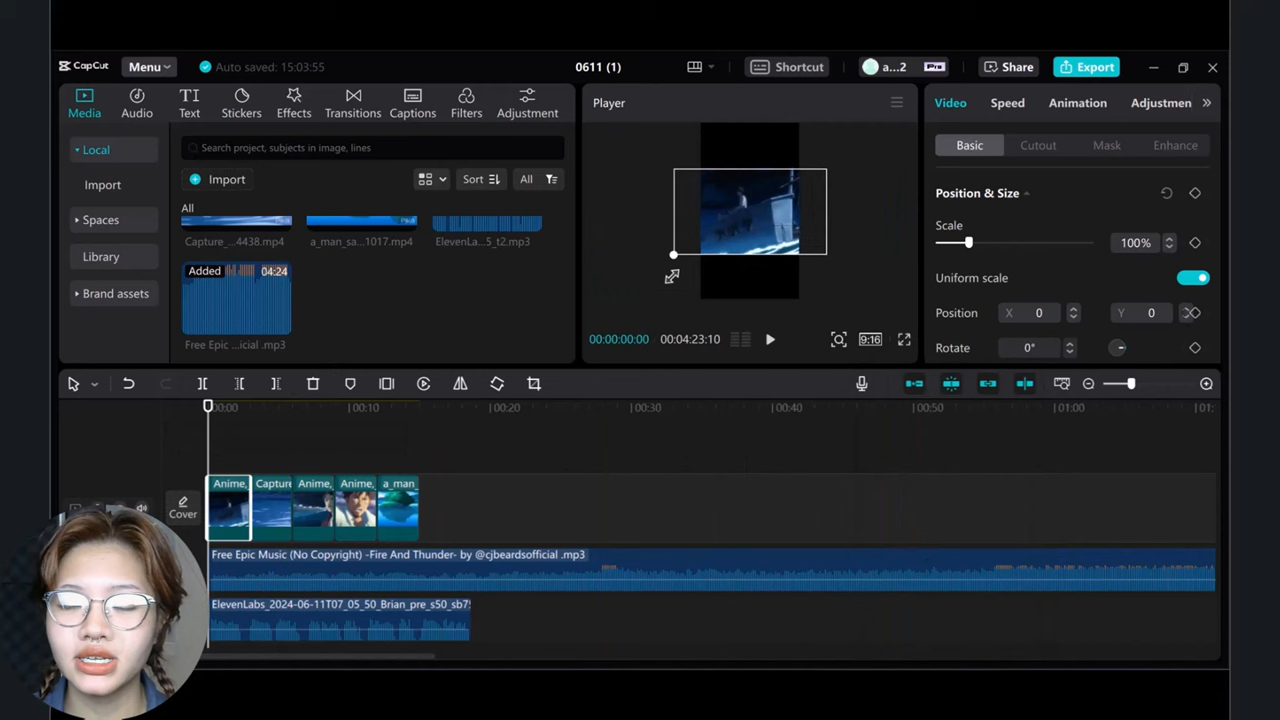 CapCut Menu Auto saved: 15:03:55 0611 (1) Shortcut a...2 Pro Share Export
Media Audio Text Stickers Effects Transitions Captions Filters Adjustment
Player
Video Speed Animation Adjustmen
Local
Import
Spaces
Library
Brand assets
Search project, subjects in image, lines
Import Sort All
All
Capture_...4438.mp4 a_man_sa...1017.mp4 ElevenLa...5_t2.mp3
Added 04:24
Free Epic ...icial .mp3
00:00:00:00 00:04:23:10 9:16
Basic Cutout Mask Enhance
Position & Size
Scale
100%
Uniform scale
Position X 0 Y 0
Rotate 0°
00:00 00:10 00:20 00:30 00:40 00:50 01:00 01:
Cover
Anime, Capture Anime, Anime, a_man_
Free Epic Music (No Copyright) -Fire And Thunder- by @cjbeardsofficial .mp3
ElevenLabs_2024-06-11T07_05_50_Brian_pre_s50_sb75